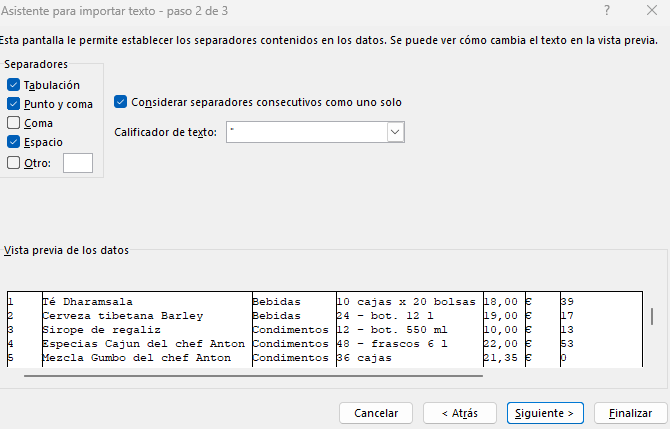 Asistente para importar texto - paso 2 de 3 ?
Esta pantalla le permite establecer los separadores contenidos en los datos. Se puede ver cómo cambia el texto en la vista previa.
Separadores
Tabulación
Punto y coma
Coma
Espacio
Otro:
Considerar separadores consecutivos como uno solo
Calificador de texto: "
Vista previa de los datos
1 Té Dharamsala Bebidas 10 cajas x 20 bolsas 18,00 € 39
2 Cerveza tibetana Barley Bebidas 24 - bot. 12 l 19,00 € 17
3 Sirope de regaliz Condimentos 12 - bot. 550 ml 10,00 € 13
4 Especias Cajun del chef Anton Condimentos 48 - frascos 6 l 22,00 € 53
5 Mezcla Gumbo del chef Anton Condimentos 36 cajas 21,35 € 0
Cancelar < Atrás Siguiente > Finalizar